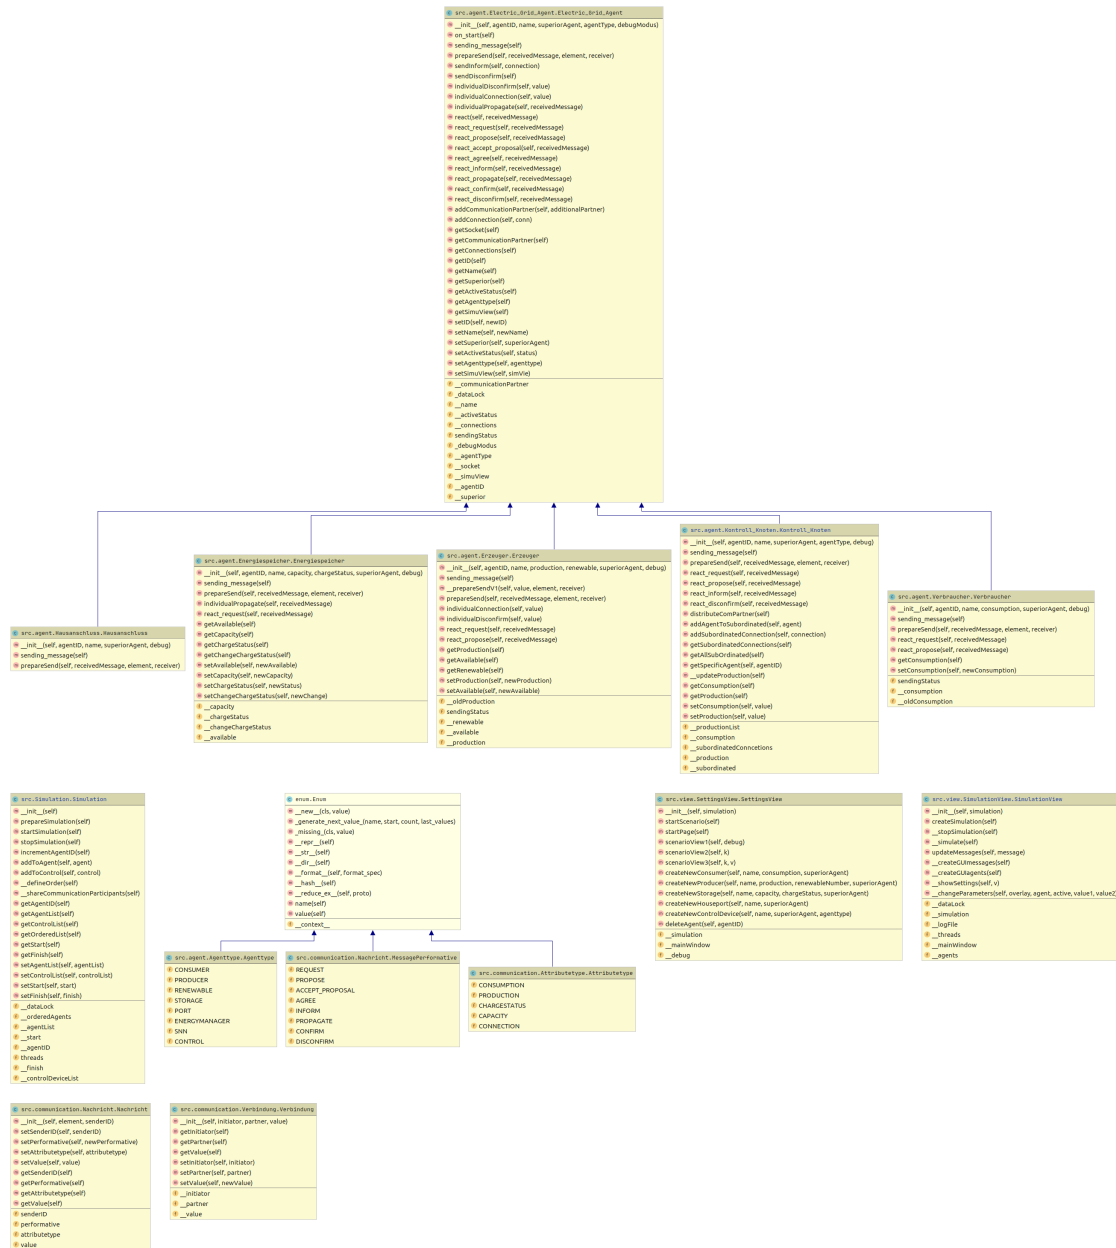 src.agent.Electric_Grid_Agent.Electric_Grid_Agent
__init__(self, agentID, name, superiorAgent, agentType, debugModus)
on_start(self)
sending_message(self)
prepareSend(self, receivedMessage, element, receiver)
sendInform(self, connection)
sendDisconfirm(self)
individualDisconfirm(self, value)
individualConnection(self, value)
individualPropagate(self, receivedMessage)
react(self, receivedMessage)
react_request(self, receivedMessage)
react_propose(self, receivedMassage)
react_accept_proposal(self, receivedMessage)
react_agree(self, receivedMessage)
react_inform(self, receivedMessage)
react_propagate(self, receivedMessage)
react_confirm(self, receivedMessage)
react_disconfirm(self, receivedMessage)
addCommunicationPartner(self, additionalPartner)
addConnection(self, conn)
getSocket(self)
getCommunicationPartner(self)
getConnections(self)
getID(self)
getName(self)
getSuperior(self)
getActiveStatus(self)
getAgenttype(self)
getSimuView(self)
setID(self, newID)
setName(self, newName)
setSuperior(self, superiorAgent)
setActiveStatus(self, status)
setAgenttype(self, agenttype)
setSimuView(self, simVie)
__communicationPartner
_dataLock
__name
__activeStatus
__connections
sendingStatus
_debugModus
__agentType
__socket
__simuView
__agentID
__superior
src.agent.Hausanschluss.Hausanschluss
__init__(self, agentID, name, superiorAgent, debug)
sending_message(self)
prepareSend(self, receivedMessage, element, receiver)
src.agent.Energiespeicher.Energiespeicher
__init__(self, agentID, name, capacity, chargeStatus, superiorAgent, debug)
sending_message(self)
prepareSend(self, receivedMessage, element, receiver)
individualPropagate(self, receivedMessage)
react_request(self, receivedMessage)
getAvailable(self)
getCapacity(self)
getChargeStatus(self)
getChangeChargeStatus(self)
setAvailable(self, newAvailable)
setCapacity(self, newCapacity)
setChargeStatus(self, newStatus)
setChangeChargeStatus(self, newChange)
__capacity
__chargeStatus
__changeChargeStatus
__available
src.agent.Erzeuger.Erzeuger
__init__(self, agentID, name, production, renewable, superiorAgent, debug)
sending_message(self)
__prepareSendV1(self, value, element, receiver)
prepareSend(self, receivedMessage, element, receiver)
individualConnection(self, value)
individualDisconfirm(self, value)
react_request(self, receivedMessage)
react_propose(self, receivedMessage)
getProduction(self)
getAvailable(self)
getRenewable(self)
setProduction(self, newProduction)
setAvailable(self, newAvailable)
__oldProduction
sendingStatus
__renewable
__available
__production
src.agent.Kontroll_Knoten.Kontroll_Knoten
__init__(self, agentID, name, superiorAgent, agentType, debug)
sending_message(self)
prepareSend(self, receivedMessage, element, receiver)
react_request(self, receivedMessage)
react_propose(self, receivedMessage)
react_inform(self, receivedMessage)
react_disconfirm(self, receivedMessage)
distributeComPartner(self)
addAgentToSubordinated(self, agent)
addSubordinatedConnection(self, connection)
getSubordinatedConnections(self)
getAllSubOrdinated(self)
getSpecificAgent(self, agentID)
__updateProduction(self)
getConsumption(self)
getProduction(self)
setConsumption(self, value)
setProduction(self, value)
__productionList
__consumption
__subordinatedConncetions
__production
__subordinated
src.agent.Verbraucher.Verbraucher
__init__(self, agentID, name, consumption, superiorAgent, debug)
sending_message(self)
prepareSend(self, receivedMessage, element, receiver)
react_request(self, receivedMessage)
react_propose(self, receivedMessage)
getConsumption(self)
setConsumption(self, newConsumption)
sendingStatus
__consumption
__oldConsumption
src.Simulation.Simulation
__init__(self)
prepareSimulation(self)
startSimulation(self)
stopSimulation(self)
incrementAgentID(self)
addToAgent(self, agent)
addToControl(self, control)
__defineOrder(self)
__shareCommunicationParticipants(self)
getAgentID(self)
getAgentList(self)
getControlList(self)
getOrderedList(self)
getStart(self)
getFinish(self)
setAgentList(self, agentList)
setControlList(self, controlList)
setStart(self, start)
setFinish(self, finish)
__dataLock
__orderedAgents
__agentList
__start
__agentID
threads
__finish
__controlDeviceList
enum.Enum
__new__(cls, value)
_generate_next_value_(name, start, count, last_values)
_missing_(cls, value)
__repr__(self)
__str__(self)
__dir__(self)
__format__(self, format_spec)
__hash__(self)
__reduce_ex__(self, proto)
name(self)
value(self)
__context__
src.agent.Agenttype.Agenttype
CONSUMER
PRODUCER
RENEWABLE
STORAGE
PORT
ENERGYMANAGER
SNN
CONTROL
src.communication.Nachricht.MessagePerformative
REQUEST
PROPOSE
ACCEPT_PROPOSAL
AGREE
INFORM
PROPAGATE
CONFIRM
DISCONFIRM
src.communication.Attributetype.Attributetype
CONSUMPTION
PRODUCTION
CHARGESTATUS
CAPACITY
CONNECTION
src.view.SettingsView.SettingsView
__init__(self, simulation)
startScenario(self)
startPage(self)
scenarioView1(self, debug)
scenarioView2(self, k)
scenarioView3(self, k, v)
createNewConsumer(self, name, consumption, superiorAgent)
createNewProducer(self, name, production, renewableNumber, superiorAgent)
createNewStorage(self, name, capacity, chargeStatus, superiorAgent)
createNewHouseport(self, name, superiorAgent)
createNewControlDevice(self, name, superiorAgent, agenttype)
deleteAgent(self, agentID)
__simulation
__mainWindow
__debug
src.view.SimulationView.SimulationView
__init__(self, simulation)
createSimulation(self)
__stopSimulation(self)
__simulate(self)
updateMessages(self, message)
__createGUImessages(self)
__createGUIagents(self)
__showSettings(self, v)
__changeParameters(self, overlay, agent, active, value1, value2)
__dataLock
__simulation
__logFile
__threads
__mainWindow
__agents
src.communication.Nachricht.Nachricht
__init__(self, element, senderID)
setSenderID(self, senderID)
setPerformative(self, newPerformative)
setAttributetype(self, attributetype)
setValue(self, value)
getSenderID(self)
getPerformative(self)
getAttributetype(self)
getValue(self)
senderID
performative
attributetype
value
src.communication.Verbindung.Verbindung
__init__(self, initiator, partner, value)
getInitiator(self)
getPartner(self)
getValue(self)
setInitiator(self, initiator)
setPartner(self, partner)
setValue(self, newValue)
__initiator
__partner
__value